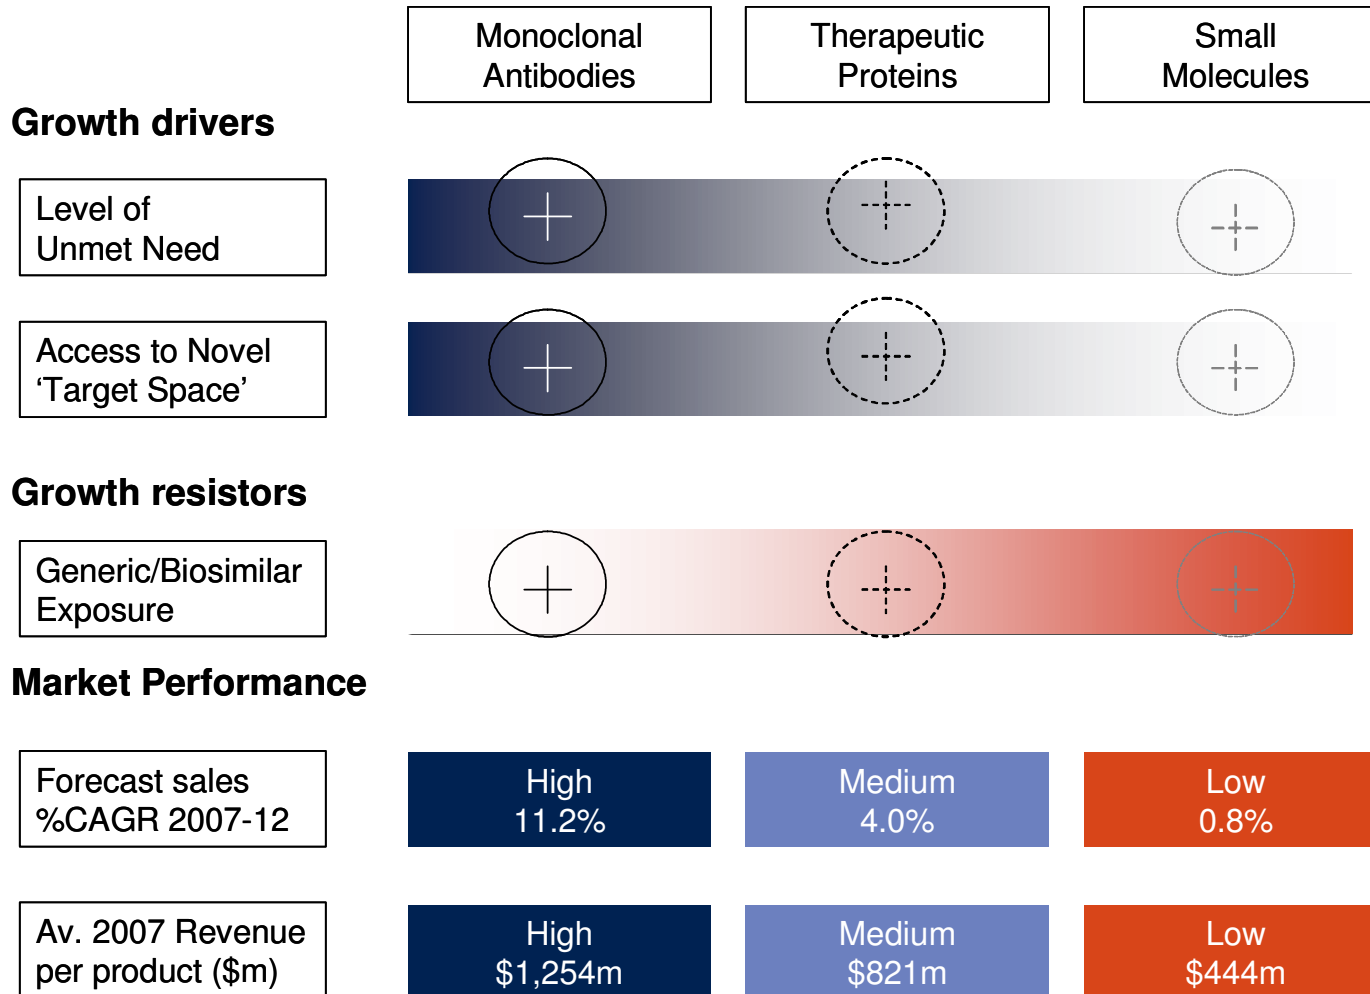 Monoclonal
Antibodies
Therapeutic
Proteins
Small
Molecules
Growth drivers
Level of
Unmet Need
Access to Novel
‘Target Space’
Growth resistors
Generic/Biosimilar
Exposure
Market Performance
Forecast sales
%CAGR 2007-12
High
11.2%
Medium
4.0%
Low
0.8%
Av. 2007 Revenue
per product ($m)
High
$1,254m
Medium
$821m
Low
$444m